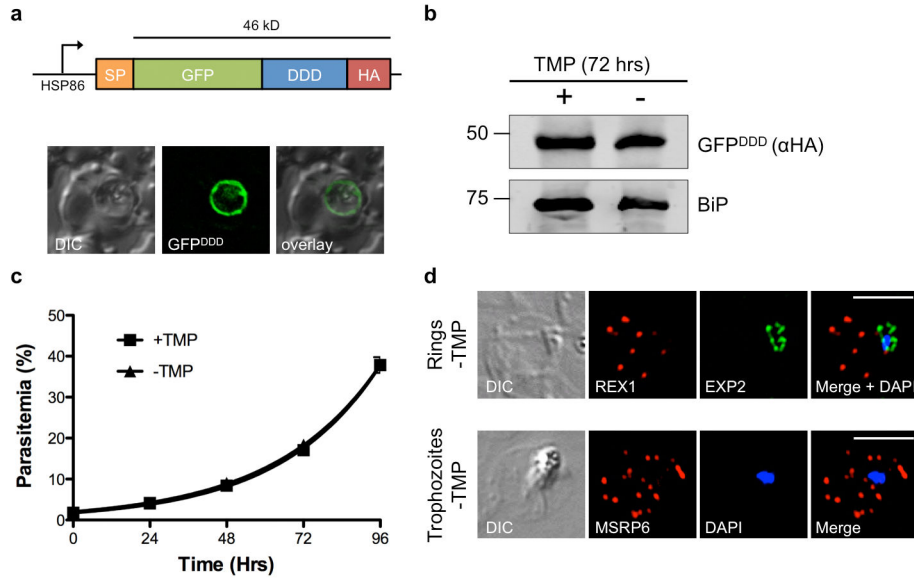 a
46 kD
HSP86
SP GFP DDD HA
DIC GFPᴰᴰᴰ overlay
b
TMP (72 hrs)
+ -
50
GFPᴰᴰᴰ (αHA)
75
BiP
c
Parasitemia (%)
50
40
30
20
10
0
+TMP
-TMP
0 24 48 72 96
Time (Hrs)
d
Rings
-TMP
DIC REX1 EXP2 Merge + DAPI
Trophozoites
-TMP
DIC MSRP6 DAPI Merge